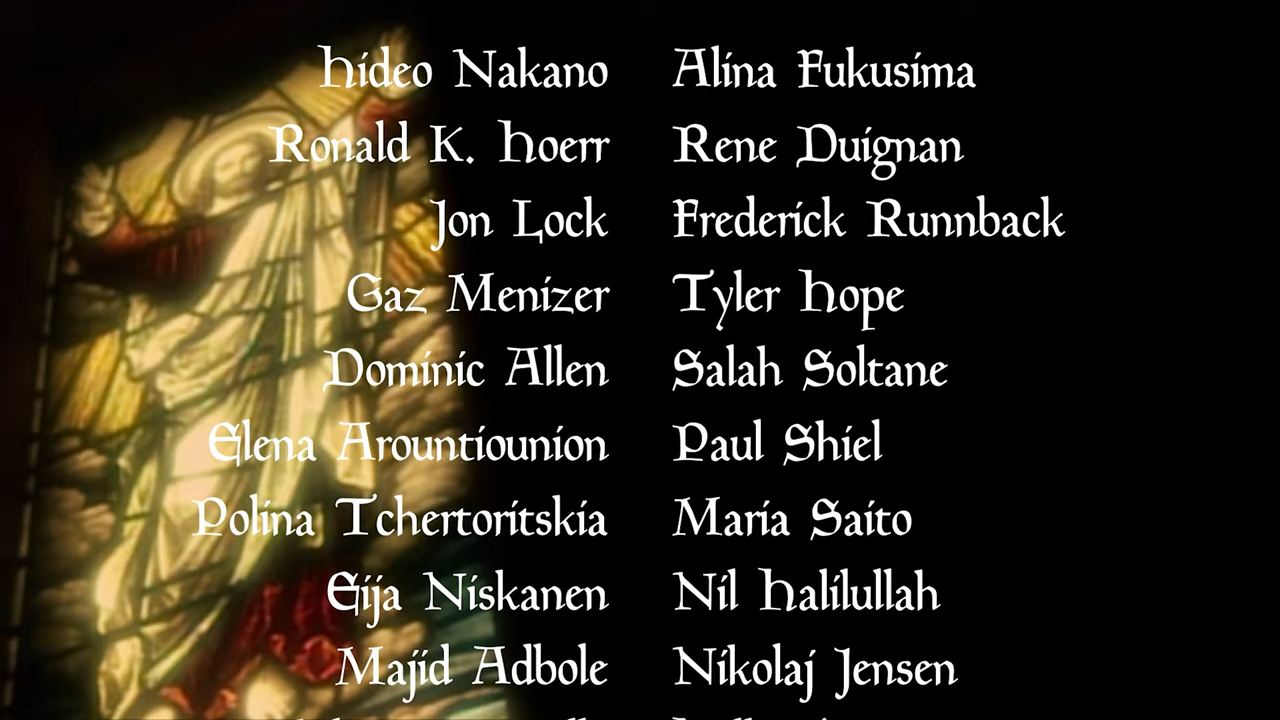 Hideo Nakano Alina Fukusima
Ronald K. Hoerr Rene Duignan
Jon Lock Frederick Runnback
Gaz Menizer Tyler Hope
Dominic Allen Salah Soltane
Elena Arountiounion Paul Shiel
Polina Tchertoritskia Maria Saito
Eija Niskanen Nil Halilullah
Majid Adbole Nikolaj Jensen